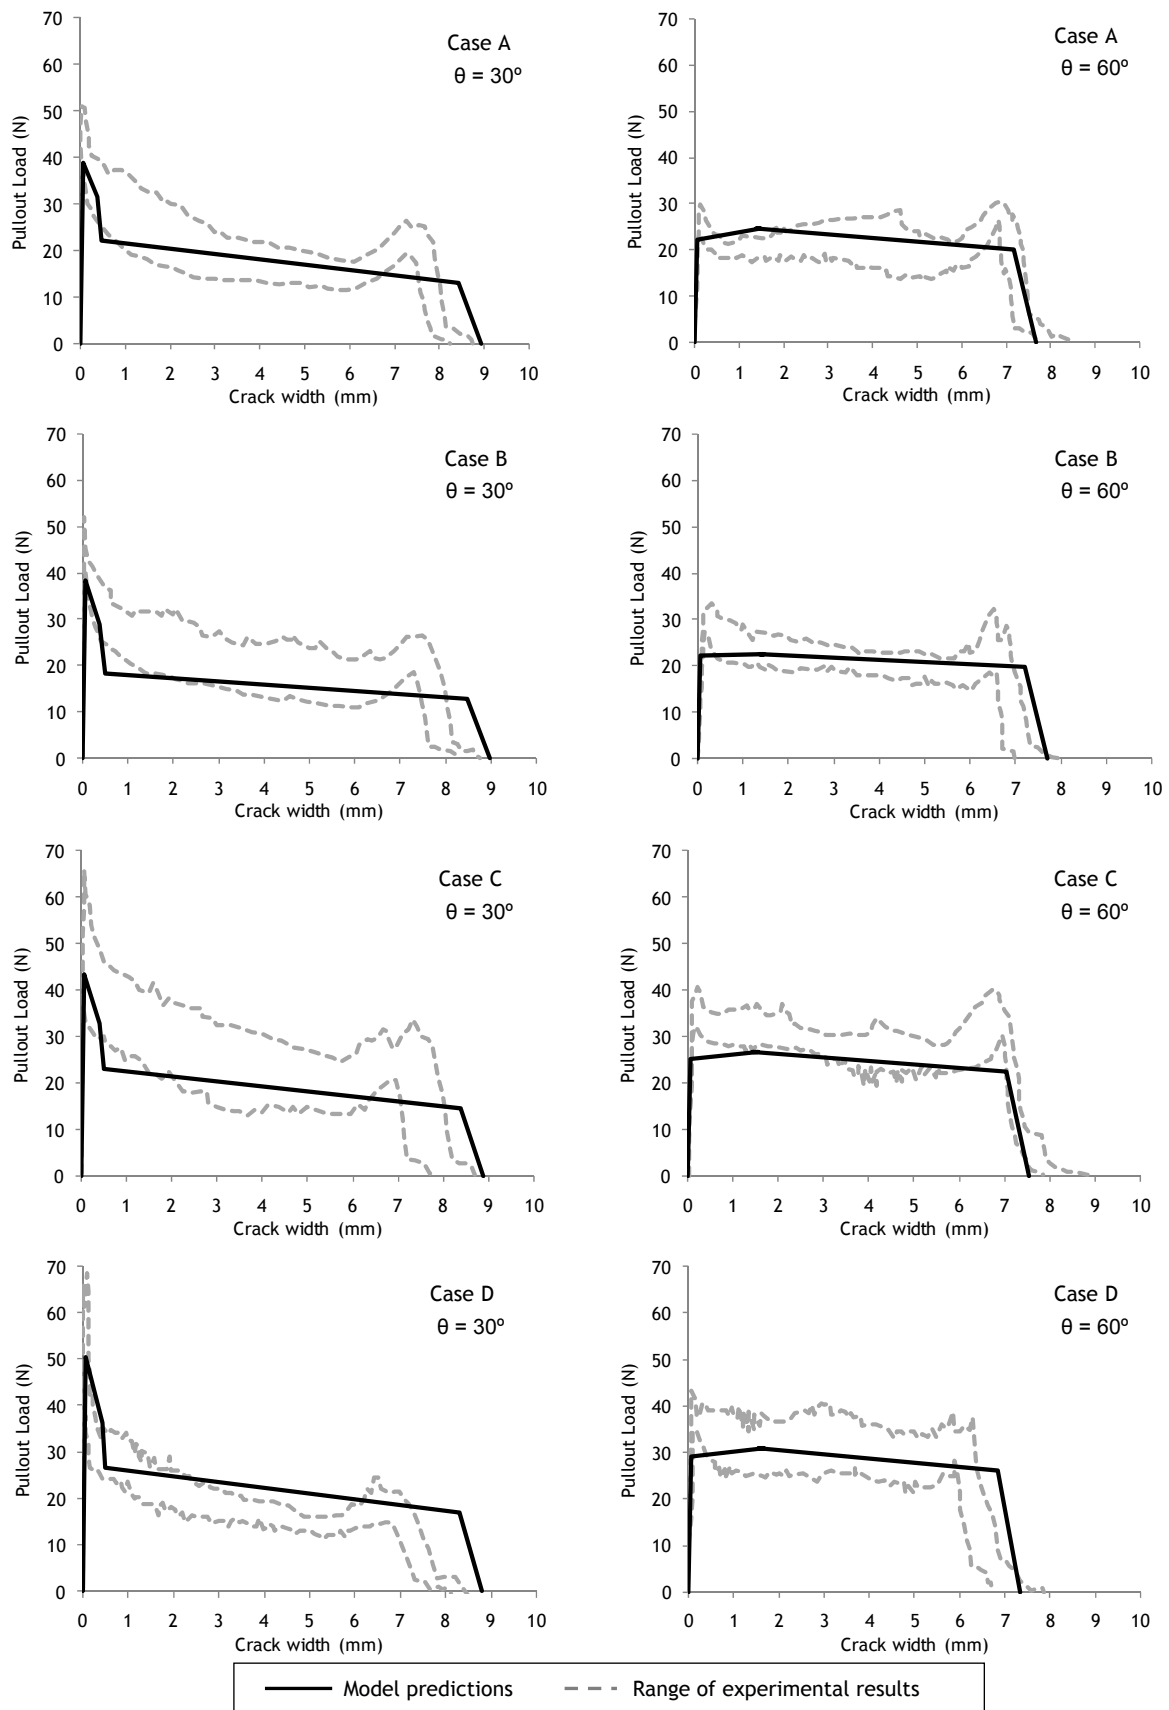 70
60
50
40
30
20
10
0
Pullout Load (N)
Case A
θ = 30º
0 1 2 3 4 5 6 7 8 9 10
Crack width (mm)
70
60
50
40
30
20
10
0
Pullout Load (N)
Case A
θ = 60º
0 1 2 3 4 5 6 7 8 9 10
Crack width (mm)
70
60
50
40
30
20
10
0
Pullout Load (N)
Case B
θ = 30º
0 1 2 3 4 5 6 7 8 9 10
Crack width (mm)
70
60
50
40
30
20
10
0
Pullout Load (N)
Case B
θ = 60º
0 1 2 3 4 5 6 7 8 9 10
Crack width (mm)
70
60
50
40
30
20
10
0
Pullout Load (N)
Case C
θ = 30º
0 1 2 3 4 5 6 7 8 9 10
Crack width (mm)
70
60
50
40
30
20
10
0
Pullout Load (N)
Case C
θ = 60º
0 1 2 3 4 5 6 7 8 9 10
Crack width (mm)
70
60
50
40
30
20
10
0
Pullout Load (N)
Case D
θ = 30º
0 1 2 3 4 5 6 7 8 9 10
Crack width (mm)
70
60
50
40
30
20
10
0
Pullout Load (N)
Case D
θ = 60º
0 1 2 3 4 5 6 7 8 9 10
Crack width (mm)
Model predictions
Range of experimental results